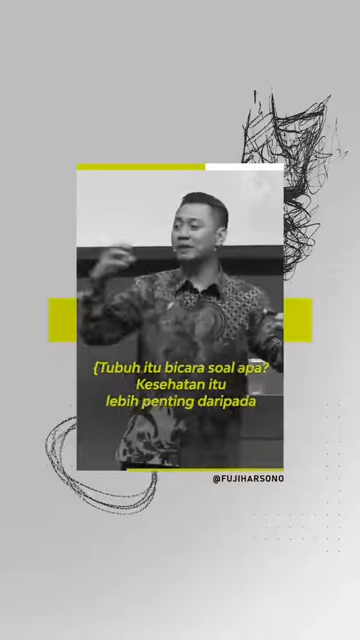 {Tubuh itu bicara soal apa?
Kesehatan itu
lebih penting daripada
@FUJIHARSONO